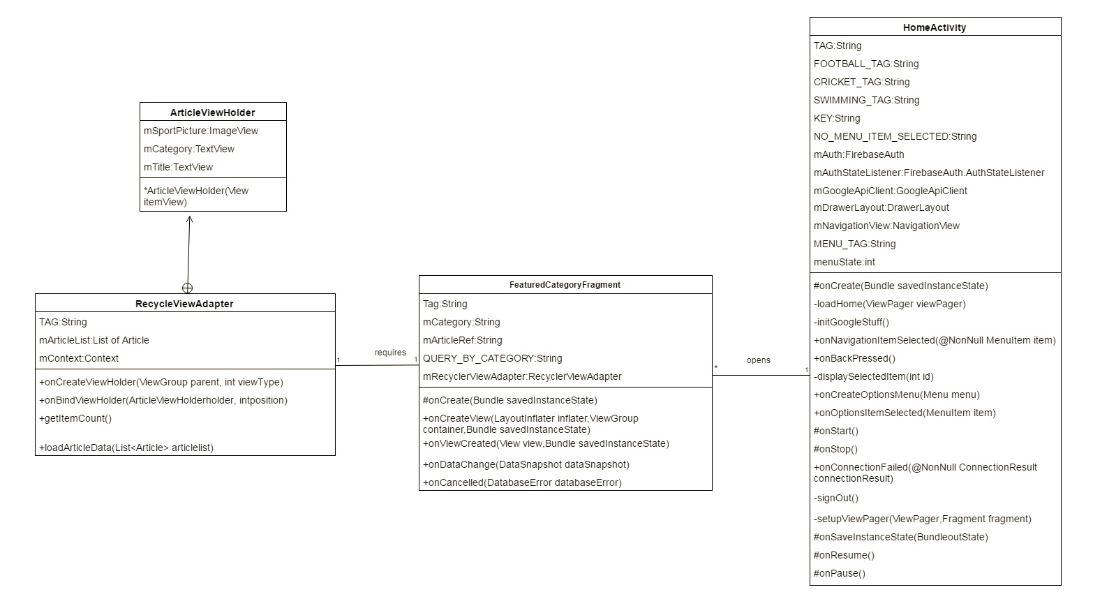 HomeActivity
TAG:String
FOOTBALL_TAG:String
CRICKET_TAG:String
SWIMMING_TAG:String
KEY:String
NO_MENU_ITEM_SELECTED:String
mAuth:FirebaseAuth
mAuthStateListener:FirebaseAuth.AuthStateListener
mGoogleApiClient:GoogleApiClient
mDrawerLayout:DrawerLayout
mNavigationView:NavigationView
MENU_TAG:String
menuState:int
#onCreate(Bundle savedInstanceState)
-loadHome(ViewPager viewPager)
-initGoogleStuff()
+onNavigationItemSelected(@NonNull MenuItem item)
+onBackPressed()
-displaySelectedItem(int id)
+onCreateOptionsMenu(Menu menu)
+onOptionsItemSelected(MenuItem item)
#onStart()
#onStop()
+onConnectionFailed(@NonNull ConnectionResult
connectionResult)
-signOut()
-setupViewPager(ViewPager,Fragment fragment)
#onSaveInstanceState(BundleoutState)
#onResume()
#onPause()
ArticleViewHolder
mSportPicture:ImageView
mCategory:TextView
mTitle:TextView
*ArticleViewHolder(View
itemView)
RecycleViewAdapter
TAG:String
mArticleList:List of Article
mContext:Context
+onCreateViewHolder(ViewGroup parent, int viewType)
+onBindViewHolder(ArticleViewHolderholder, intposition)
+getItemCount()
+loadArticleData(List<Article> articlelist)
1
requires
1
FeaturedCategoryFragment
Tag:String
mCategory:String
mArticleRef:String
QUERY_BY_CATEGORY:String
mRecyclerViewAdapter:RecyclerViewAdapter
#onCreate(Bundle savedInstanceState)
+onCreateView(LayoutInflater inflater,ViewGroup
container,Bundle savedInstanceState)
+onViewCreated(View view,Bundle savedInstanceState)
+onDataChange(DataSnapshot dataSnapshot)
+onCancelled(DatabaseError databaseError)
*
opens
1